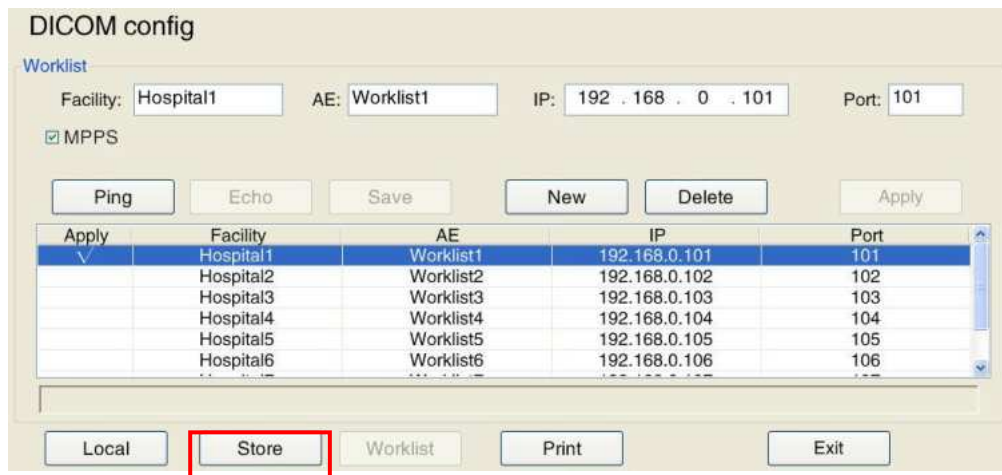 DICOM config
Worklist
Facility: Hospital1 AE: Worklist1 IP: 192 . 168 . 0 . 101 Port: 101
MPPS
Ping Echo Save New Delete Apply
Apply Facility AE IP Port
√ Hospital1 Worklist1 192.168.0.101 101
Hospital2 Worklist2 192.168.0.102 102
Hospital3 Worklist3 192.168.0.103 103
Hospital4 Worklist4 192.168.0.104 104
Hospital5 Worklist5 192.168.0.105 105
Hospital6 Worklist6 192.168.0.106 106
Local Store Worklist Print Exit